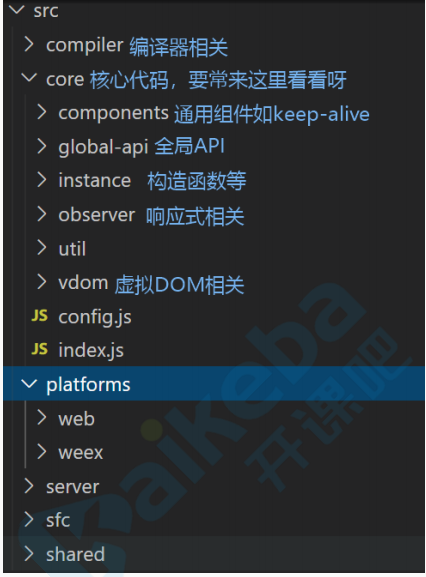 src
compiler 编译器相关
core 核心代码，要常来这里看看呀
components 通用组件如keep-alive
global-api 全局API
instance 构造函数等
observer 响应式相关
util
vdom 虚拟DOM相关
JS config.js
JS index.js
platforms
web
weex
server
sfc
shared
kaikeba
开课吧